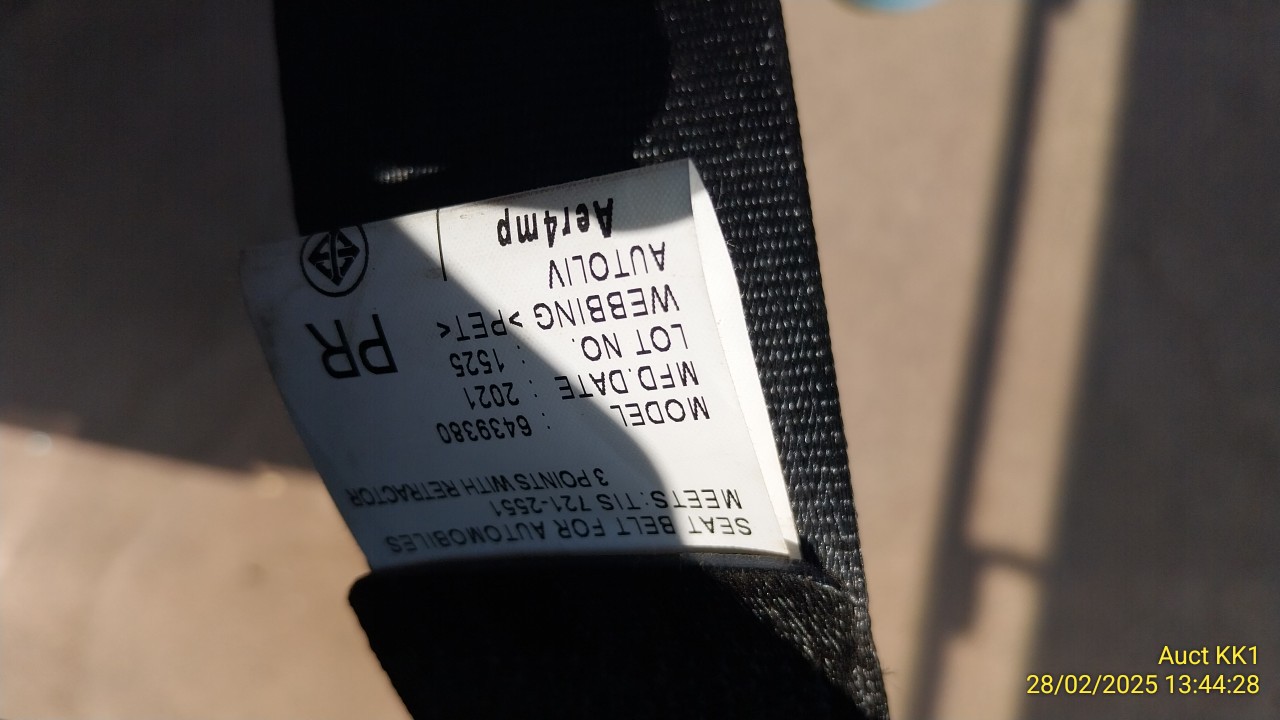 SEAT BELT FOR AUTOMOBILES
MEETS:TIS 721-2551
3 POINTS WITH RETRACTOR
MODEL : 6439380
MFD.DATE : 2021
LOT NO. : 1525
WEBBING >PET<
AUTOLIV
PR
Aer4mp
Auct KK1
28/02/2025 13:44:28